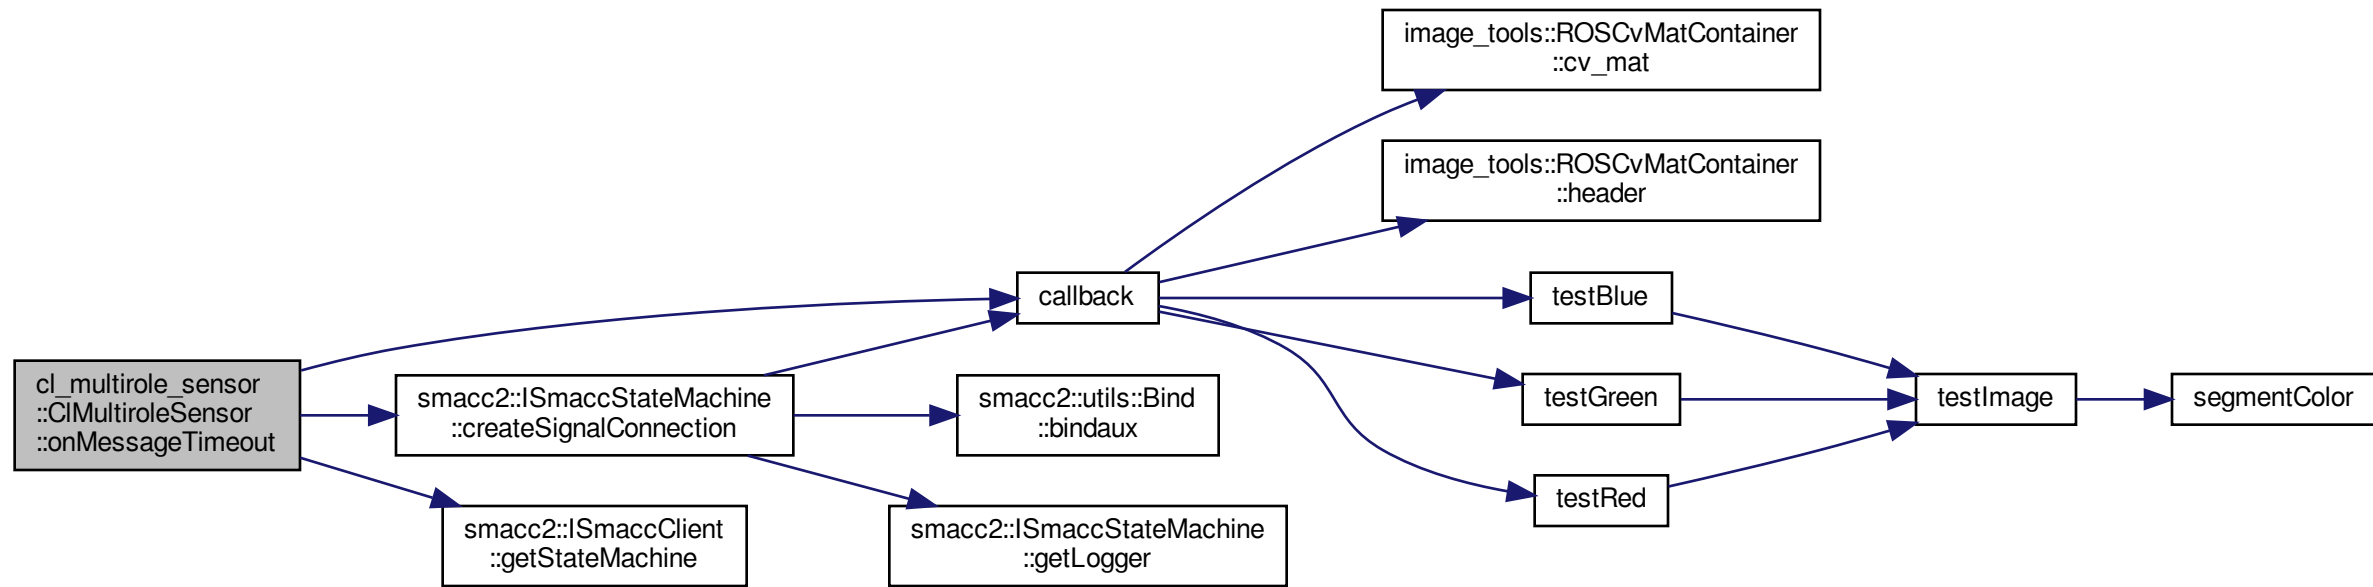 cl_multirole_sensor
::ClMultiroleSensor
::onMessageTimeout
smacc2::ISmaccStateMachine
::createSignalConnection
smacc2::ISmaccClient
::getStateMachine
callback
smacc2::utils::Bind
::bindaux
smacc2::ISmaccStateMachine
::getLogger
image_tools::ROSCvMatContainer
::cv_mat
image_tools::ROSCvMatContainer
::header
testBlue
testGreen
testRed
testImage
segmentColor